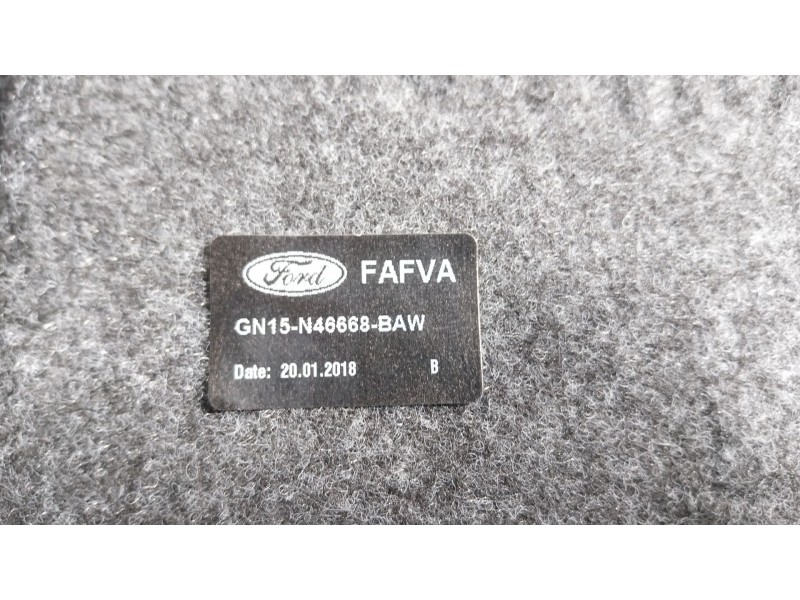 Ford FAFVA
GN15-N46668-BAW
Date: 20.01.2018 B